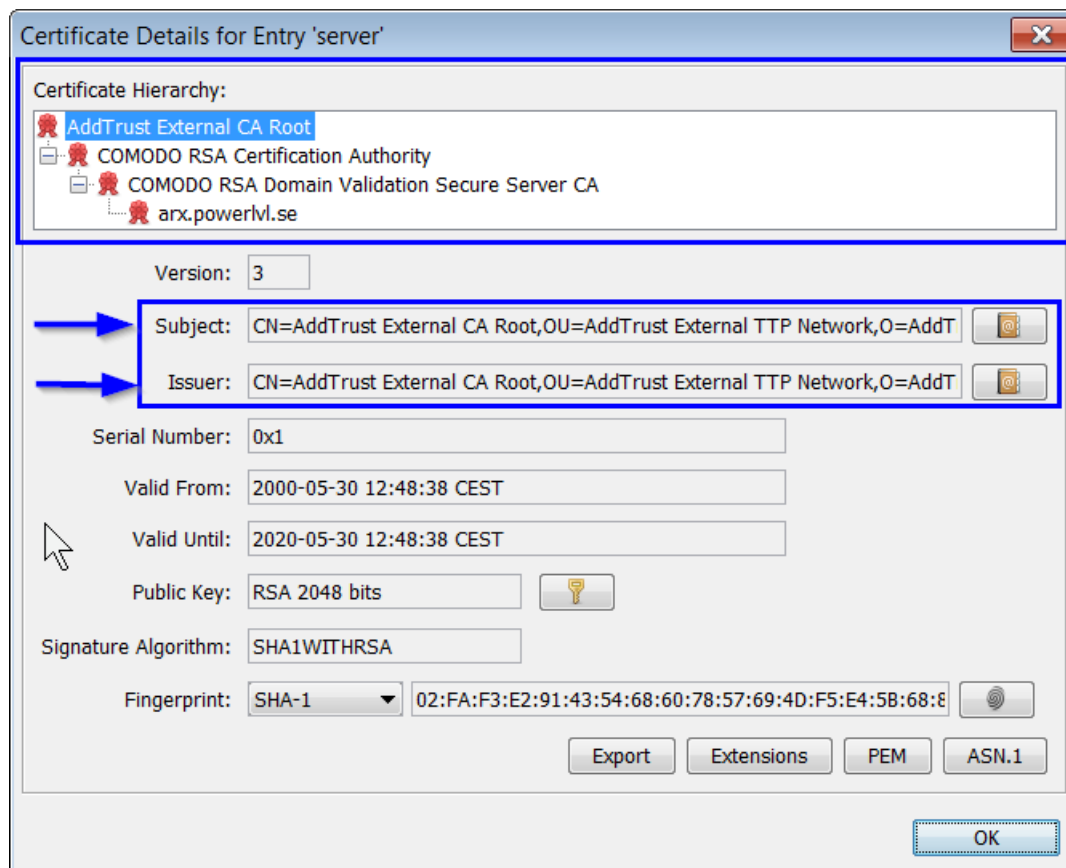 Certificate Details for Entry 'server'
Certificate Hierarchy:
AddTrust External CA Root
COMODO RSA Certification Authority
COMODO RSA Domain Validation Secure Server CA
arx.powerlvl.se
Version: 3
Subject: CN=AddTrust External CA Root,OU=AddTrust External TTP Network,O=AddT
Issuer: CN=AddTrust External CA Root,OU=AddTrust External TTP Network,O=AddT
Serial Number: 0x1
Valid From: 2000-05-30 12:48:38 CEST
Valid Until: 2020-05-30 12:48:38 CEST
Public Key: RSA 2048 bits
Signature Algorithm: SHA1WITHRSA
Fingerprint: SHA-1 02:FA:F3:E2:91:43:54:68:60:78:57:69:4D:F5:E4:5B:68:8
Export Extensions PEM ASN.1
OK